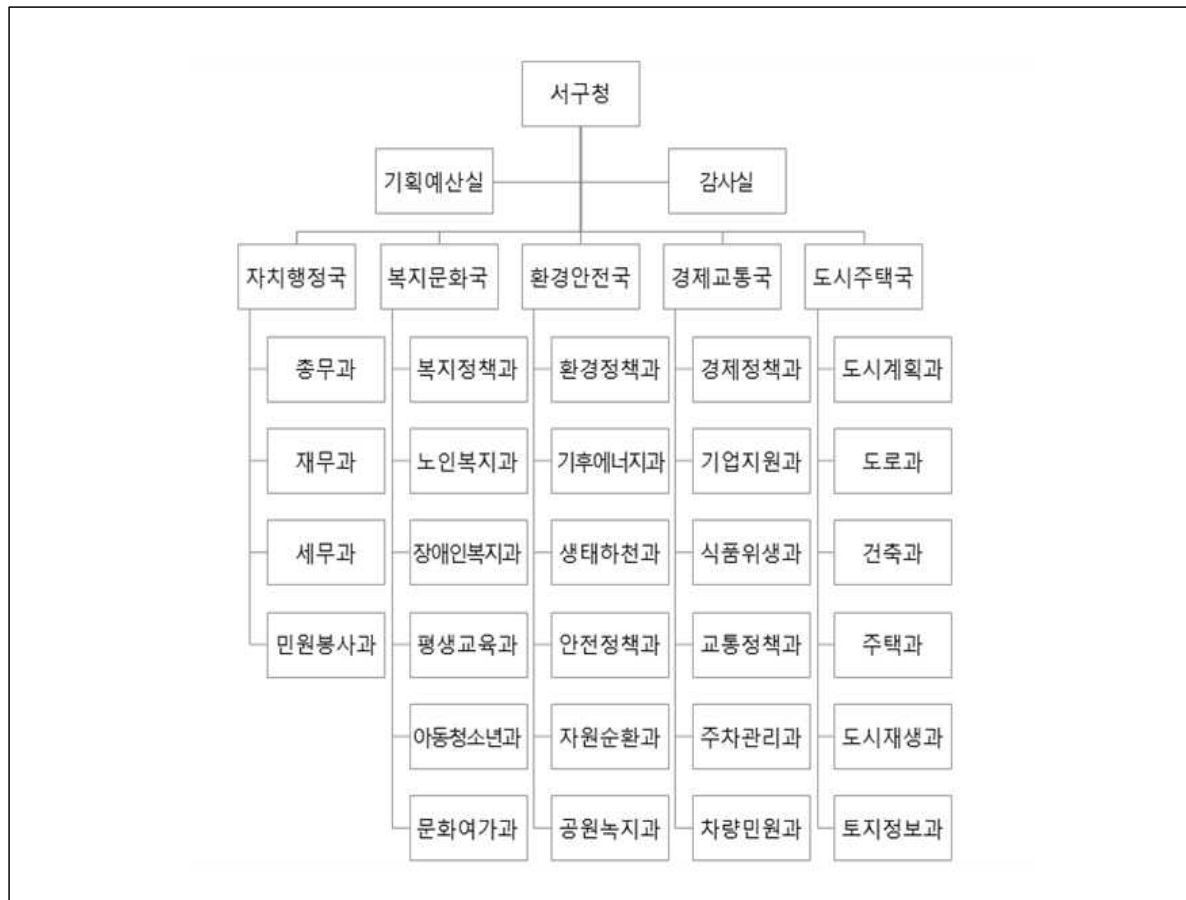 서구청
기획예산실
감사실
자치행정국
복지문화국
환경안전국
경제교통국
도시주택국
총무과
복지정책과
환경정책과
경제정책과
도시계획과
재무과
노인복지과
기후에너지과
기업지원과
도로과
세무과
장애인복지과
생태하천과
식품위생과
건축과
민원봉사과
평생교육과
안전정책과
교통정책과
주택과
아동청소년과
자원순환과
주차관리과
도시재생과
문화여가과
공원녹지과
차량민원과
토지정보과